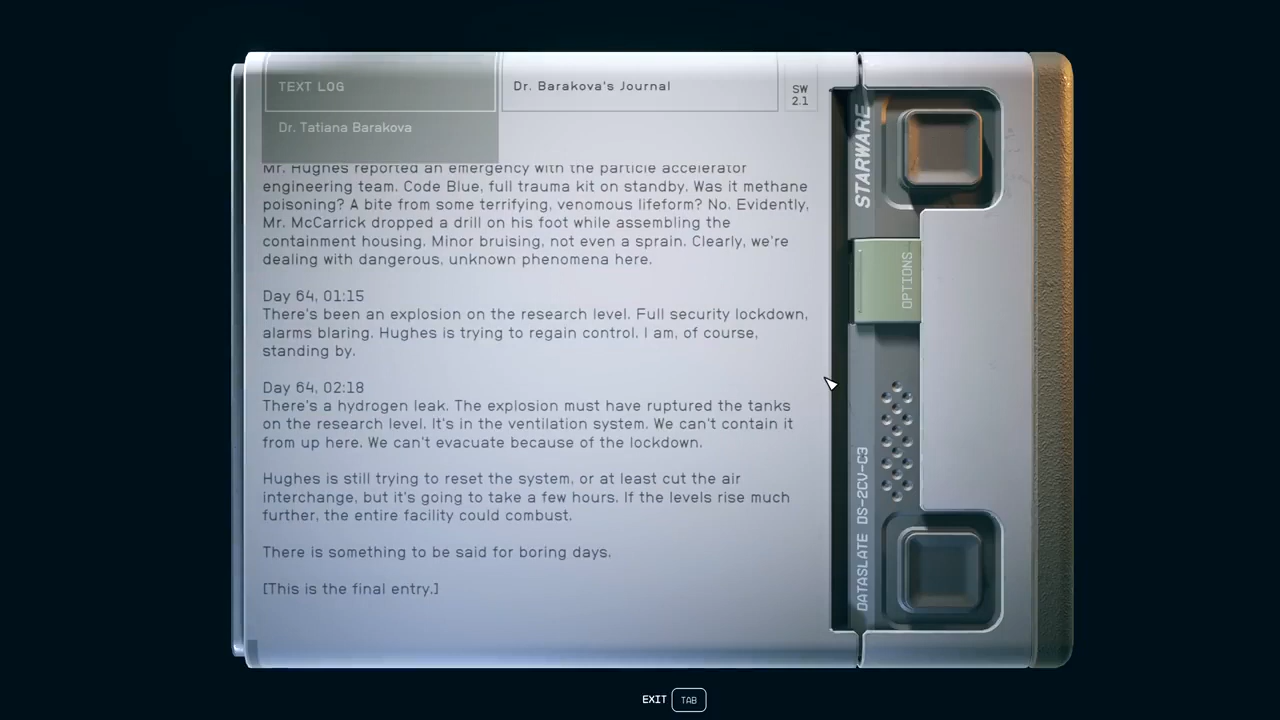 TEXT LOG
Dr. Barakova's Journal
SW
2.1
Dr. Tatiana Barakova
Mr. Hughes reported an emergency with the particle accelerator
engineering team. Code Blue, full trauma kit on standby. Was it methane
poisoning? A bite from some terrifying, venomous lifeform? No. Evidently,
Mr. McCarrick dropped a drill on his foot while assembling the
containment housing. Minor bruising, not even a sprain. Clearly, we're
dealing with dangerous, unknown phenomena here.
Day 64, 01:15
There's been an explosion on the research level. Full security lockdown,
alarms blaring. Hughes is trying to regain control. I am, of course,
standing by.
Day 64, 02:18
There's a hydrogen leak. The explosion must have ruptured the tanks
on the research level. It's in the ventilation system. We can't contain it
from up here. We can't evacuate because of the lockdown.
Hughes is still trying to reset the system, or at least cut the air
interchange, but it's going to take a few hours. If the levels rise much
further, the entire facility could combust.
There is something to be said for boring days.
[This is the final entry.]
STARWARE
OPTIONS
DATASLATE DS-2CV-C3
EXIT TAB